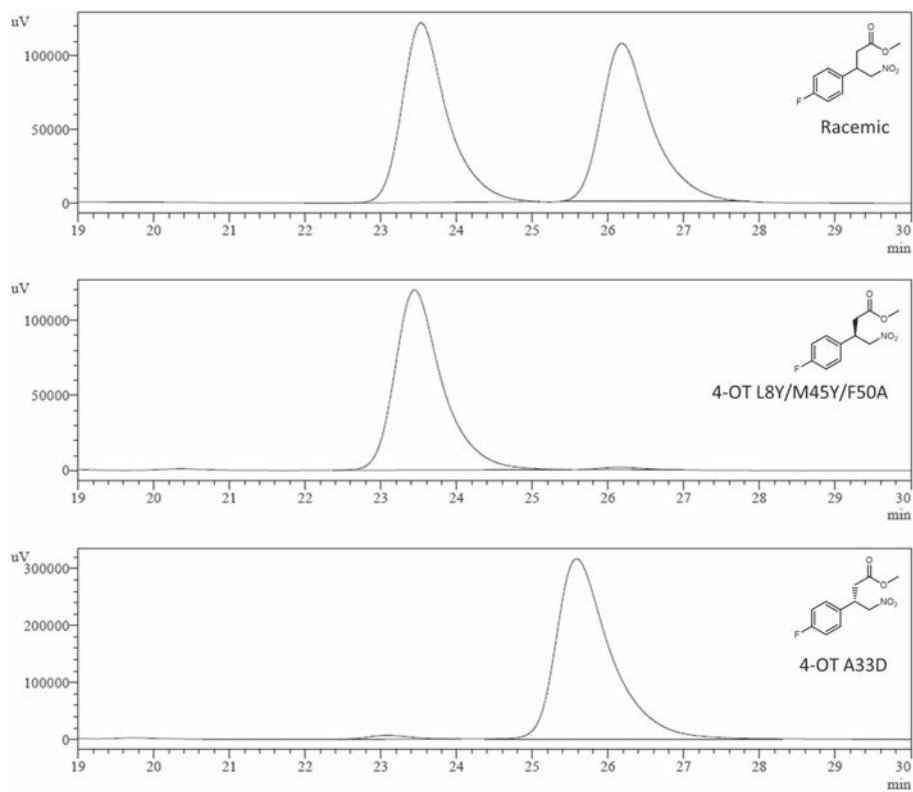 uV
100000
50000
0
O
O
NO2
F
Racemic
19 20 21 22 23 24 25 26 27 28 29 30
min
uV
100000
50000
0
O
O
NO2
F
4-OT L8Y/M45Y/F50A
19 20 21 22 23 24 25 26 27 28 29 30
min
uV
300000
200000
100000
0
O
O
NO2
F
4-OT A33D
19 20 21 22 23 24 25 26 27 28 29 30
min